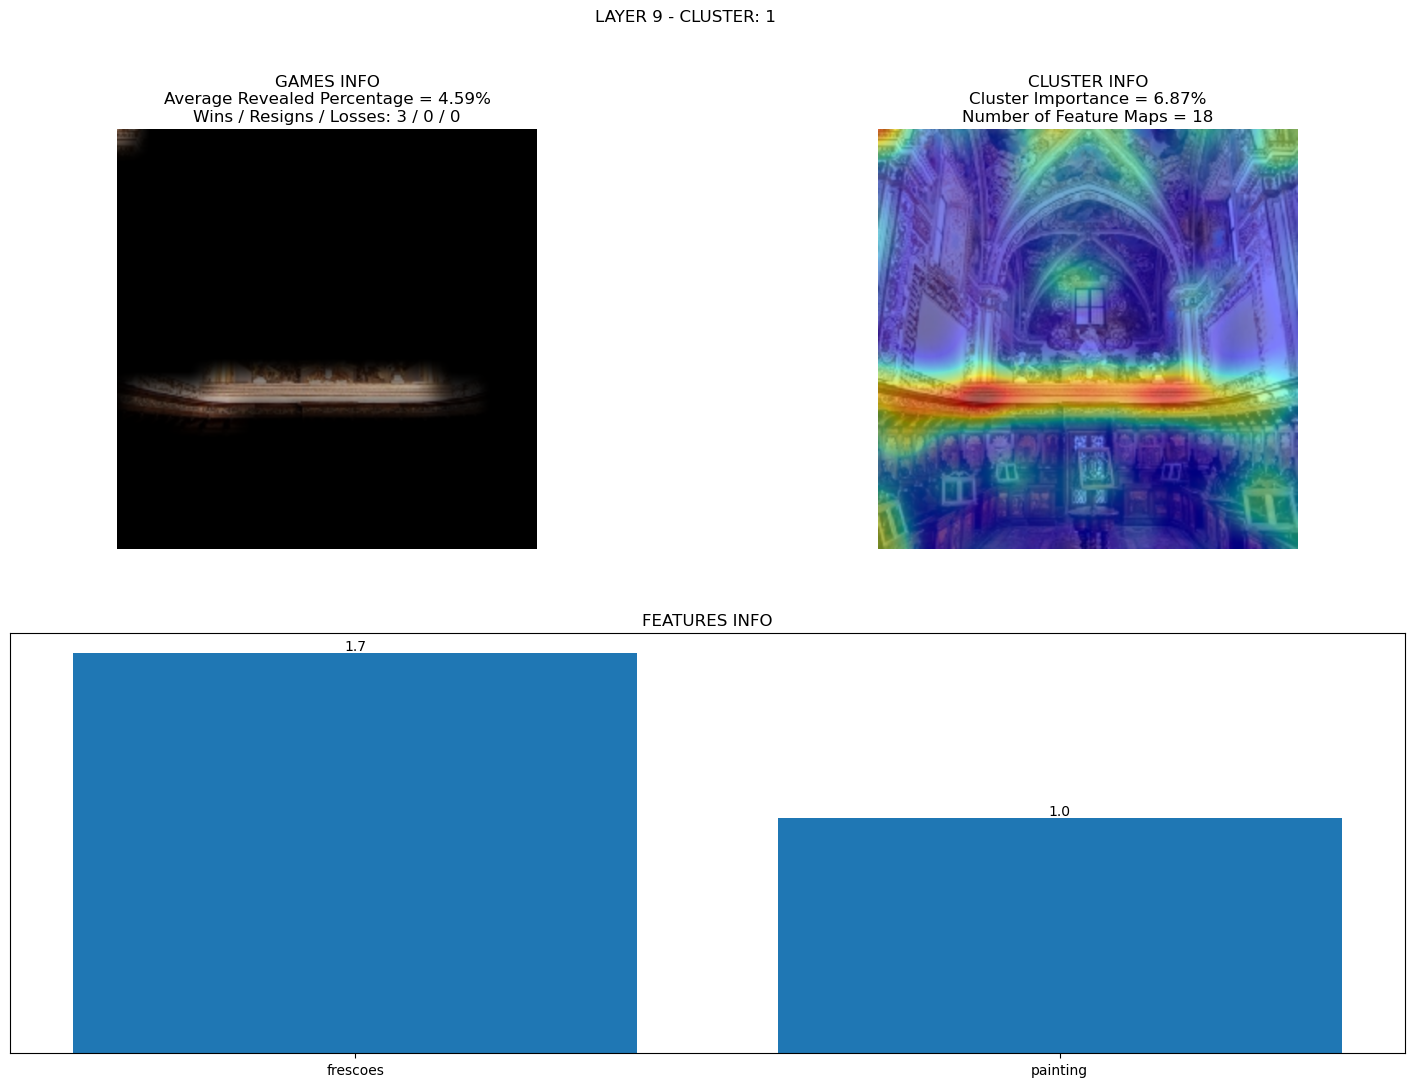 LAYER 9 - CLUSTER: 1
GAMES INFO
Average Revealed Percentage = 4.59%
Wins / Resigns / Losses: 3 / 0 / 0
CLUSTER INFO
Cluster Importance = 6.87%
Number of Feature Maps = 18
FEATURES INFO
1.7
1.0
frescoes
painting